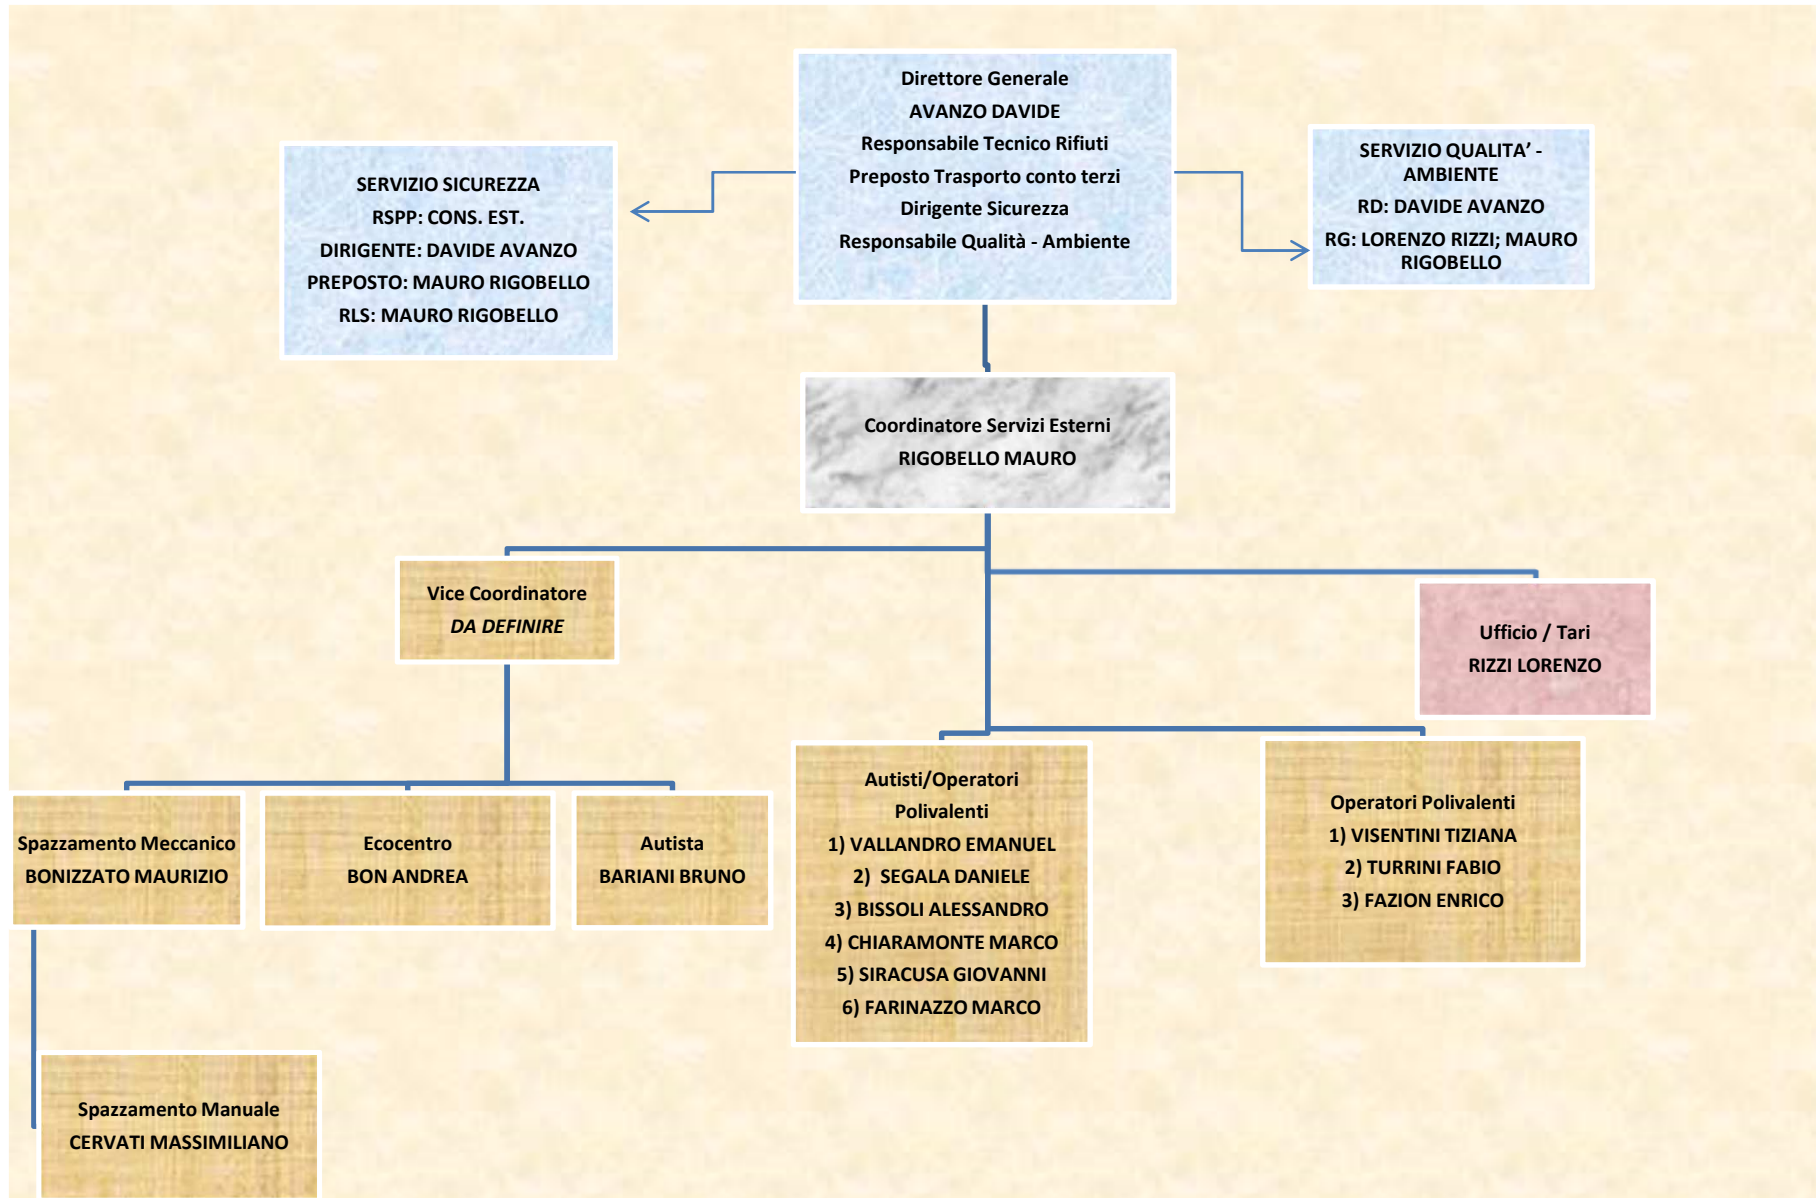 Direttore Generale
AVANZO DAVIDE
Responsabile Tecnico Rifiuti
Preposto Trasporto conto terzi
Dirigente Sicurezza
Responsabile Qualità - Ambiente
SERVIZIO SICUREZZA
RSPP: CONS. EST.
DIRIGENTE: DAVIDE AVANZO
PREPOSTO: MAURO RIGOBELLO
RLS: MAURO RIGOBELLO
SERVIZIO QUALITA’ -
AMBIENTE
RD: DAVIDE AVANZO
RG: LORENZO RIZZI; MAURO
RIGOBELLO
Coordinatore Servizi Esterni
RIGOBELLO MAURO
Vice Coordinatore
DA DEFINIRE
Ufficio / Tari
RIZZI LORENZO
Spazzamento Meccanico
BONIZZATO MAURIZIO
Ecocentro
BON ANDREA
Autista
BARIANI BRUNO
Autisti/Operatori
Polivalenti
1) VALLANDRO EMANUEL
2) SEGALA DANIELE
3) BISSOLI ALESSANDRO
4) CHIARAMONTE MARCO
5) SIRACUSA GIOVANNI
6) FARINAZZO MARCO
Operatori Polivalenti
1) VISENTINI TIZIANA
2) TURRINI FABIO
3) FAZION ENRICO
Spazzamento Manuale
CERVATI MASSIMILIANO